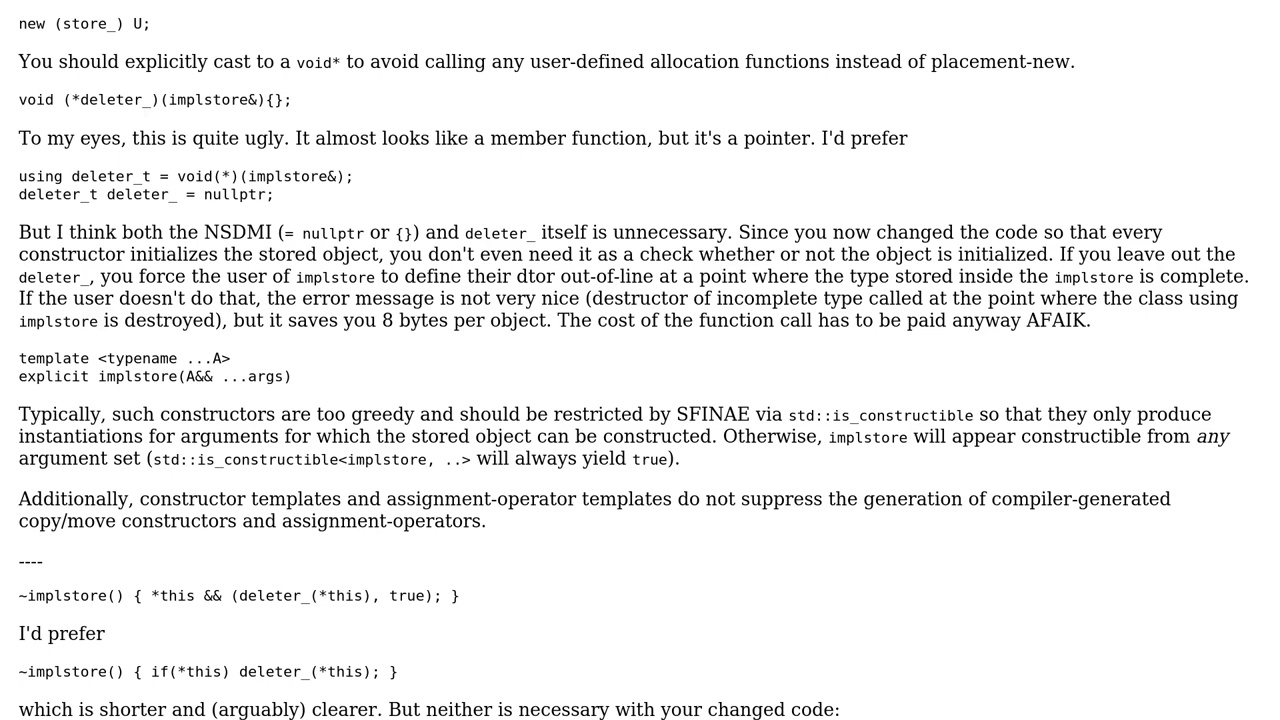 new (store_) U;
You should explicitly cast to a void* to avoid calling any user-defined allocation functions instead of placement-new.
void (*deleter_)(implstore&){};
To my eyes, this is quite ugly. It almost looks like a member function, but it's a pointer. I'd prefer
using deleter_t = void(*)(implstore&);
deleter_t deleter_ = nullptr;
But I think both the NSDMI (= nullptr or {}) and deleter_ itself is unnecessary. Since you now changed the code so that every
constructor initializes the stored object, you don't even need it as a check whether or not the object is initialized. If you leave out the
deleter_, you force the user of implstore to define their dtor out-of-line at a point where the type stored inside the implstore is complete.
If the user doesn't do that, the error message is not very nice (destructor of incomplete type called at the point where the class using
implstore is destroyed), but it saves you 8 bytes per object. The cost of the function call has to be paid anyway AFAIK.
template <typename ...A>
explicit implstore(A&& ...args)
Typically, such constructors are too greedy and should be restricted by SFINAE via std::is_constructible so that they only produce
instantiations for arguments for which the stored object can be constructed. Otherwise, implstore will appear constructible from any
argument set (std::is_constructible<implstore, ..> will always yield true).
Additionally, constructor templates and assignment-operator templates do not suppress the generation of compiler-generated
copy/move constructors and assignment-operators.
----
~implstore() { *this && (deleter_(*this), true); }
I'd prefer
~implstore() { if(*this) deleter_(*this); }
which is shorter and (arguably) clearer. But neither is necessary with your changed code: